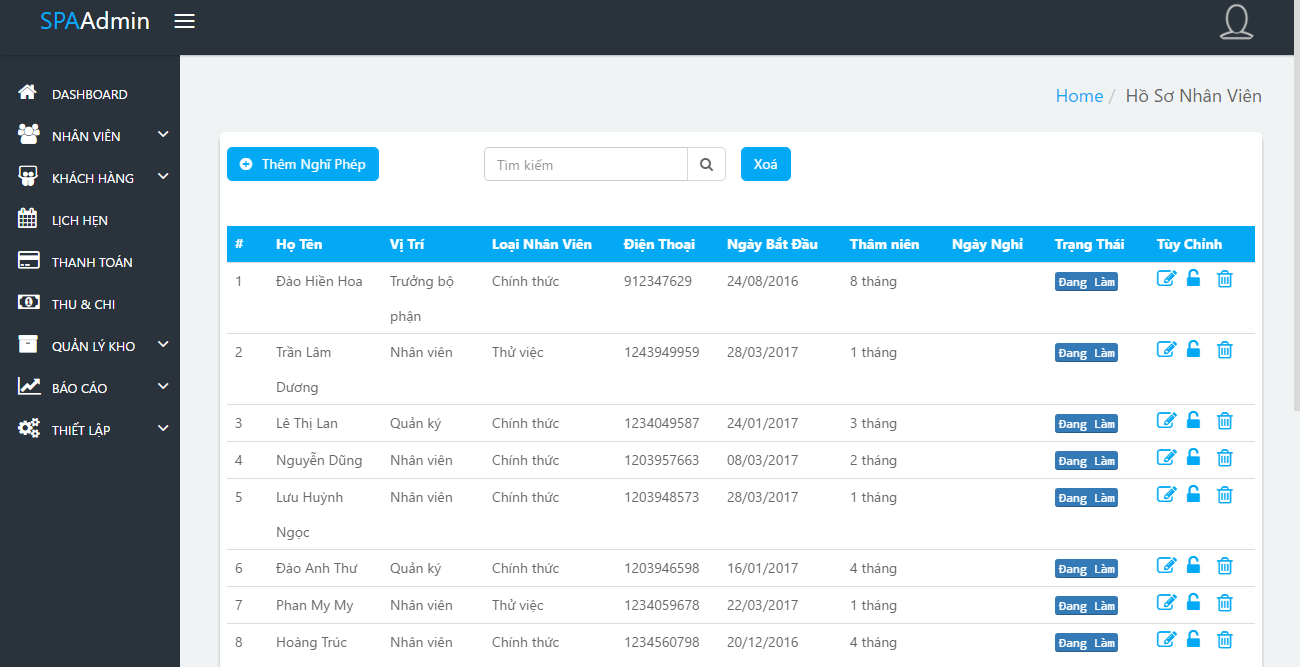 SPAAdmin
DASHBOARD
NHÂN VIÊN
KHÁCH HÀNG
LỊCH HẸN
THANH TOÁN
THU & CHI
QUẢN LÝ KHO
BÁO CÁO
THIẾT LẬP
Home / Hồ Sơ Nhân Viên
Thêm Nghĩ Phép Tìm kiếm Xoá
# Họ Tên Vị Trí Loại Nhân Viên Điện Thoại Ngày Bắt Đầu Thâm niên Ngày Nghỉ Trạng Thái Tùy Chỉnh
1 Đào Hiền Hoa Trưởng bộ Chính thức 912347629 24/08/2016 8 tháng Đang Làm
phận
2 Trần Lâm Nhân viên Thử việc 1243949959 28/03/2017 1 tháng Đang Làm
Dương
3 Lê Thị Lan Quản ký Chính thức 1234049587 24/01/2017 3 tháng Đang Làm
4 Nguyễn Dũng Nhân viên Chính thức 1203957663 08/03/2017 2 tháng Đang Làm
5 Lưu Huỳnh Nhân viên Chính thức 1203948573 28/03/2017 1 tháng Đang Làm
Ngọc
6 Đào Anh Thư Quản ký Chính thức 1203946598 16/01/2017 4 tháng Đang Làm
7 Phan My My Nhân viên Thử việc 1234059678 22/03/2017 1 tháng Đang Làm
8 Hoàng Trúc Nhân viên Chính thức 1234560798 20/12/2016 4 tháng Đang Làm